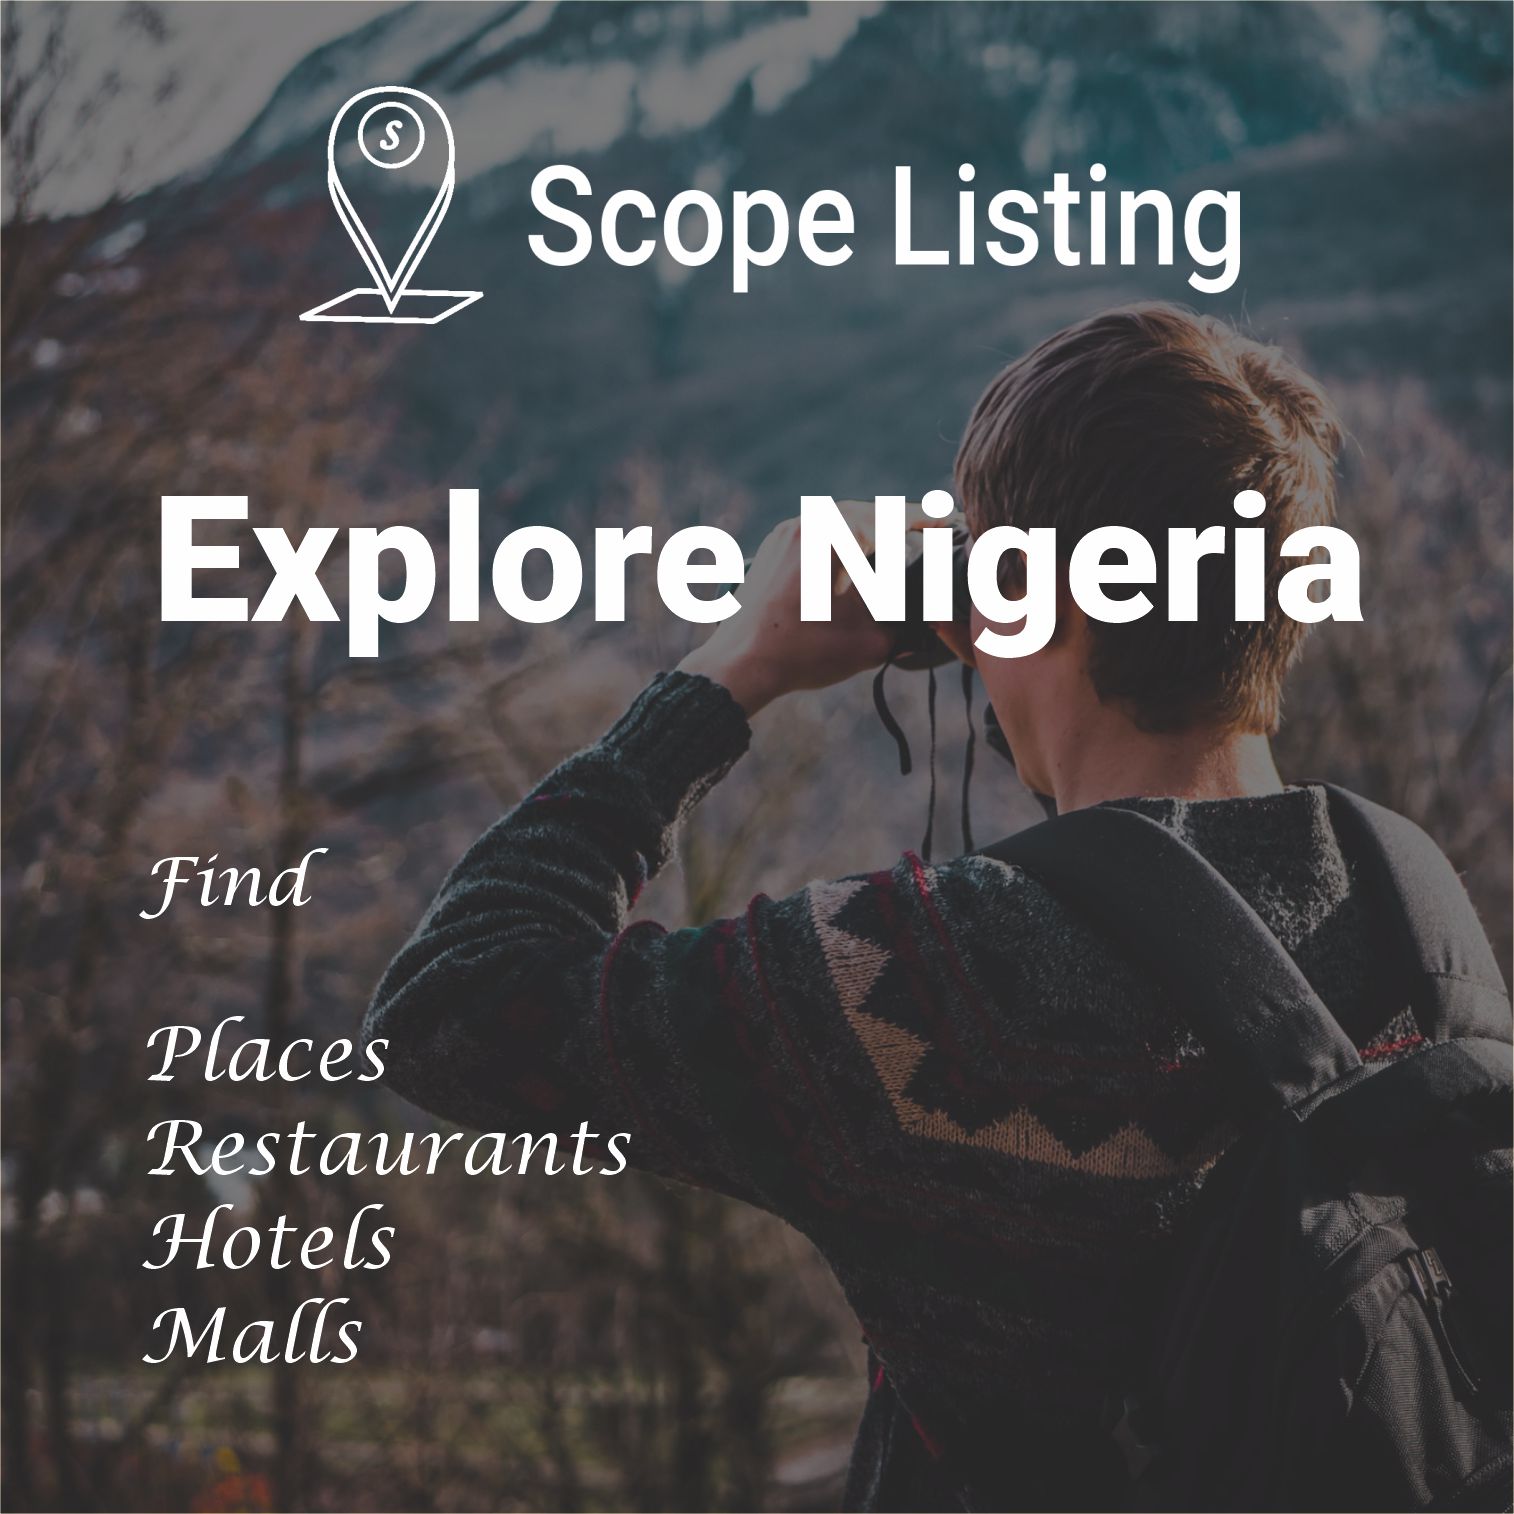 S
Scope Listing
Explore Nigeria
Find
Places
Restaurants
Hotels
Malls